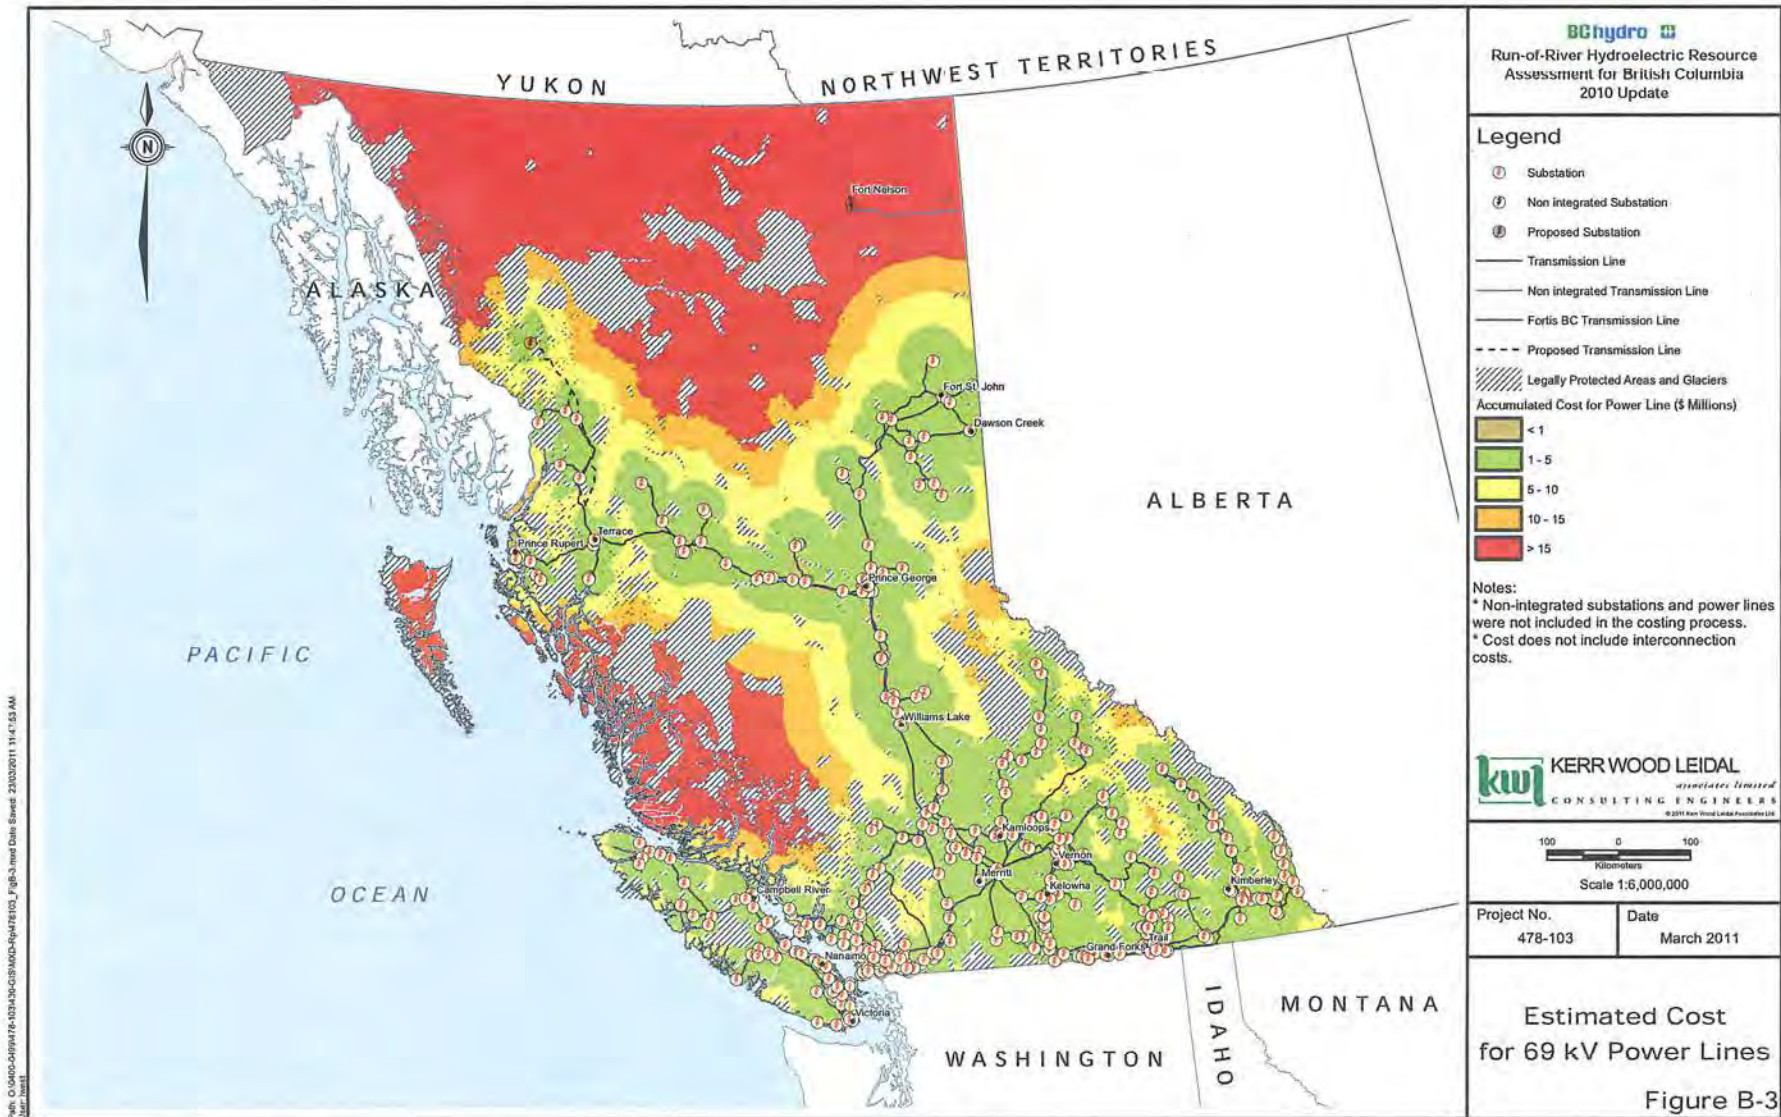 YUKON
NORTHWEST TERRITORIES
N
ALASKA
Fort Nelson
Fort St. John
Dawson Creek
ALBERTA
Terrace
Prince Rupert
Prince George
PACIFIC
Williams Lake
Kamloops
Vernon
Merritt
Kelowna
Kimberley
Campbell River
OCEAN
Trail
Grand Forks
Nanaimo
Victoria
WASHINGTON
IDAHO
MONTANA
BChydro
Run-of-River Hydroelectric Resource
Assessment for British Columbia
2010 Update
Legend
Substation
Non integrated Substation
Proposed Substation
Transmission Line
Non integrated Transmission Line
Fortis BC Transmission Line
Proposed Transmission Line
Legally Protected Areas and Glaciers
Accumulated Cost for Power Line ($ Millions)
< 1
1 - 5
5 - 10
10 - 15
> 15
Notes:
* Non-integrated substations and power lines
were not included in the costing process.
* Cost does not include interconnection
costs.
kwl
KERR WOOD LEIDAL
associates limited
CONSULTING ENGINEERS
© 2011 Kerr Wood Leidal Associates Ltd.
100 0 100
Kilometers
Scale 1:6,000,000
Project No.
478-103
Date
March 2011
Estimated Cost
for 69 kV Power Lines
Figure B-3